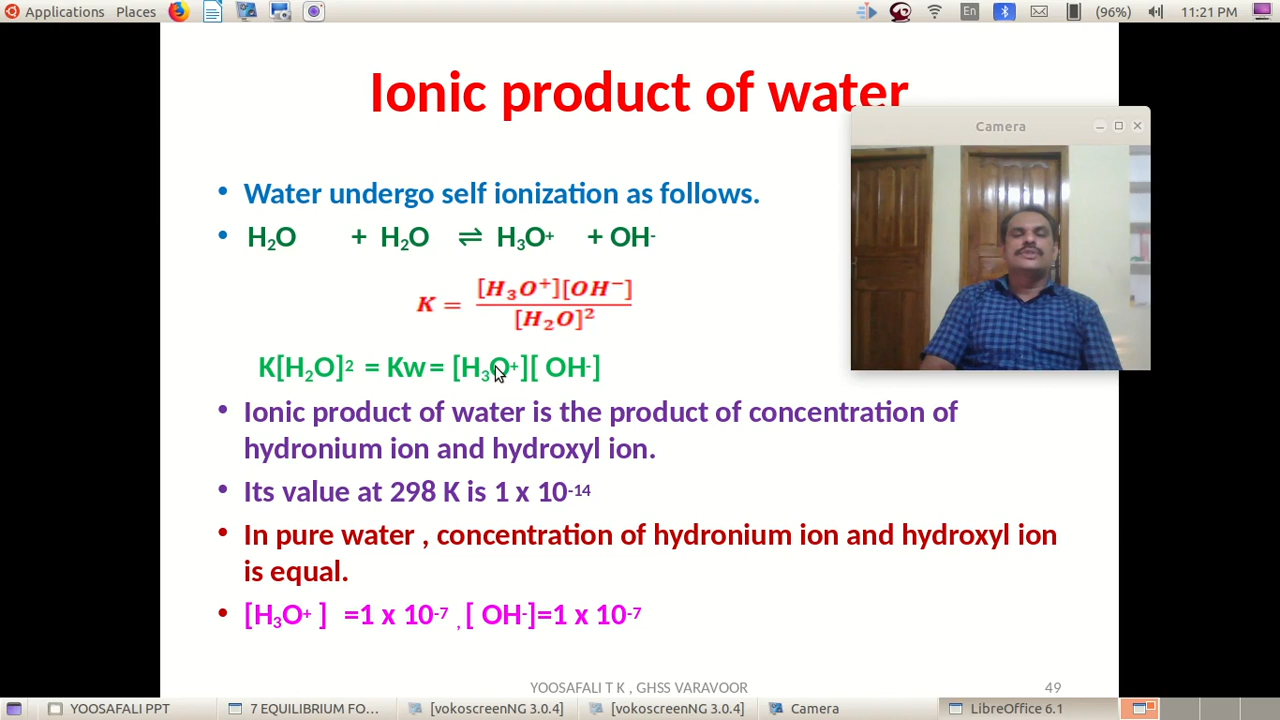 Applications Places En (96%) 11:21 PM
Ionic product of water
Camera
• Water undergo self ionization as follows.
• H₂O + H₂O ⇌ H₃O⁺ + OH⁻
K = [H₃O⁺][OH⁻] / [H₂O]²
K[H₂O]² = Kw = [H₃O⁺][ OH⁻]
• Ionic product of water is the product of concentration of
hydronium ion and hydroxyl ion.
• Its value at 298 K is 1 x 10⁻¹⁴
• In pure water , concentration of hydronium ion and hydroxyl ion
is equal.
• [H₃O⁺ ] =1 x 10⁻⁷ , [ OH⁻]=1 x 10⁻⁷
YOOSAFALI T K , GHSS VARAVOOR 49
YOOSAFALI PPT 7 EQUILIBRIUM FO... [vokoscreenNG 3.0.4] [vokoscreenNG 3.0.4] Camera LibreOffice 6.1